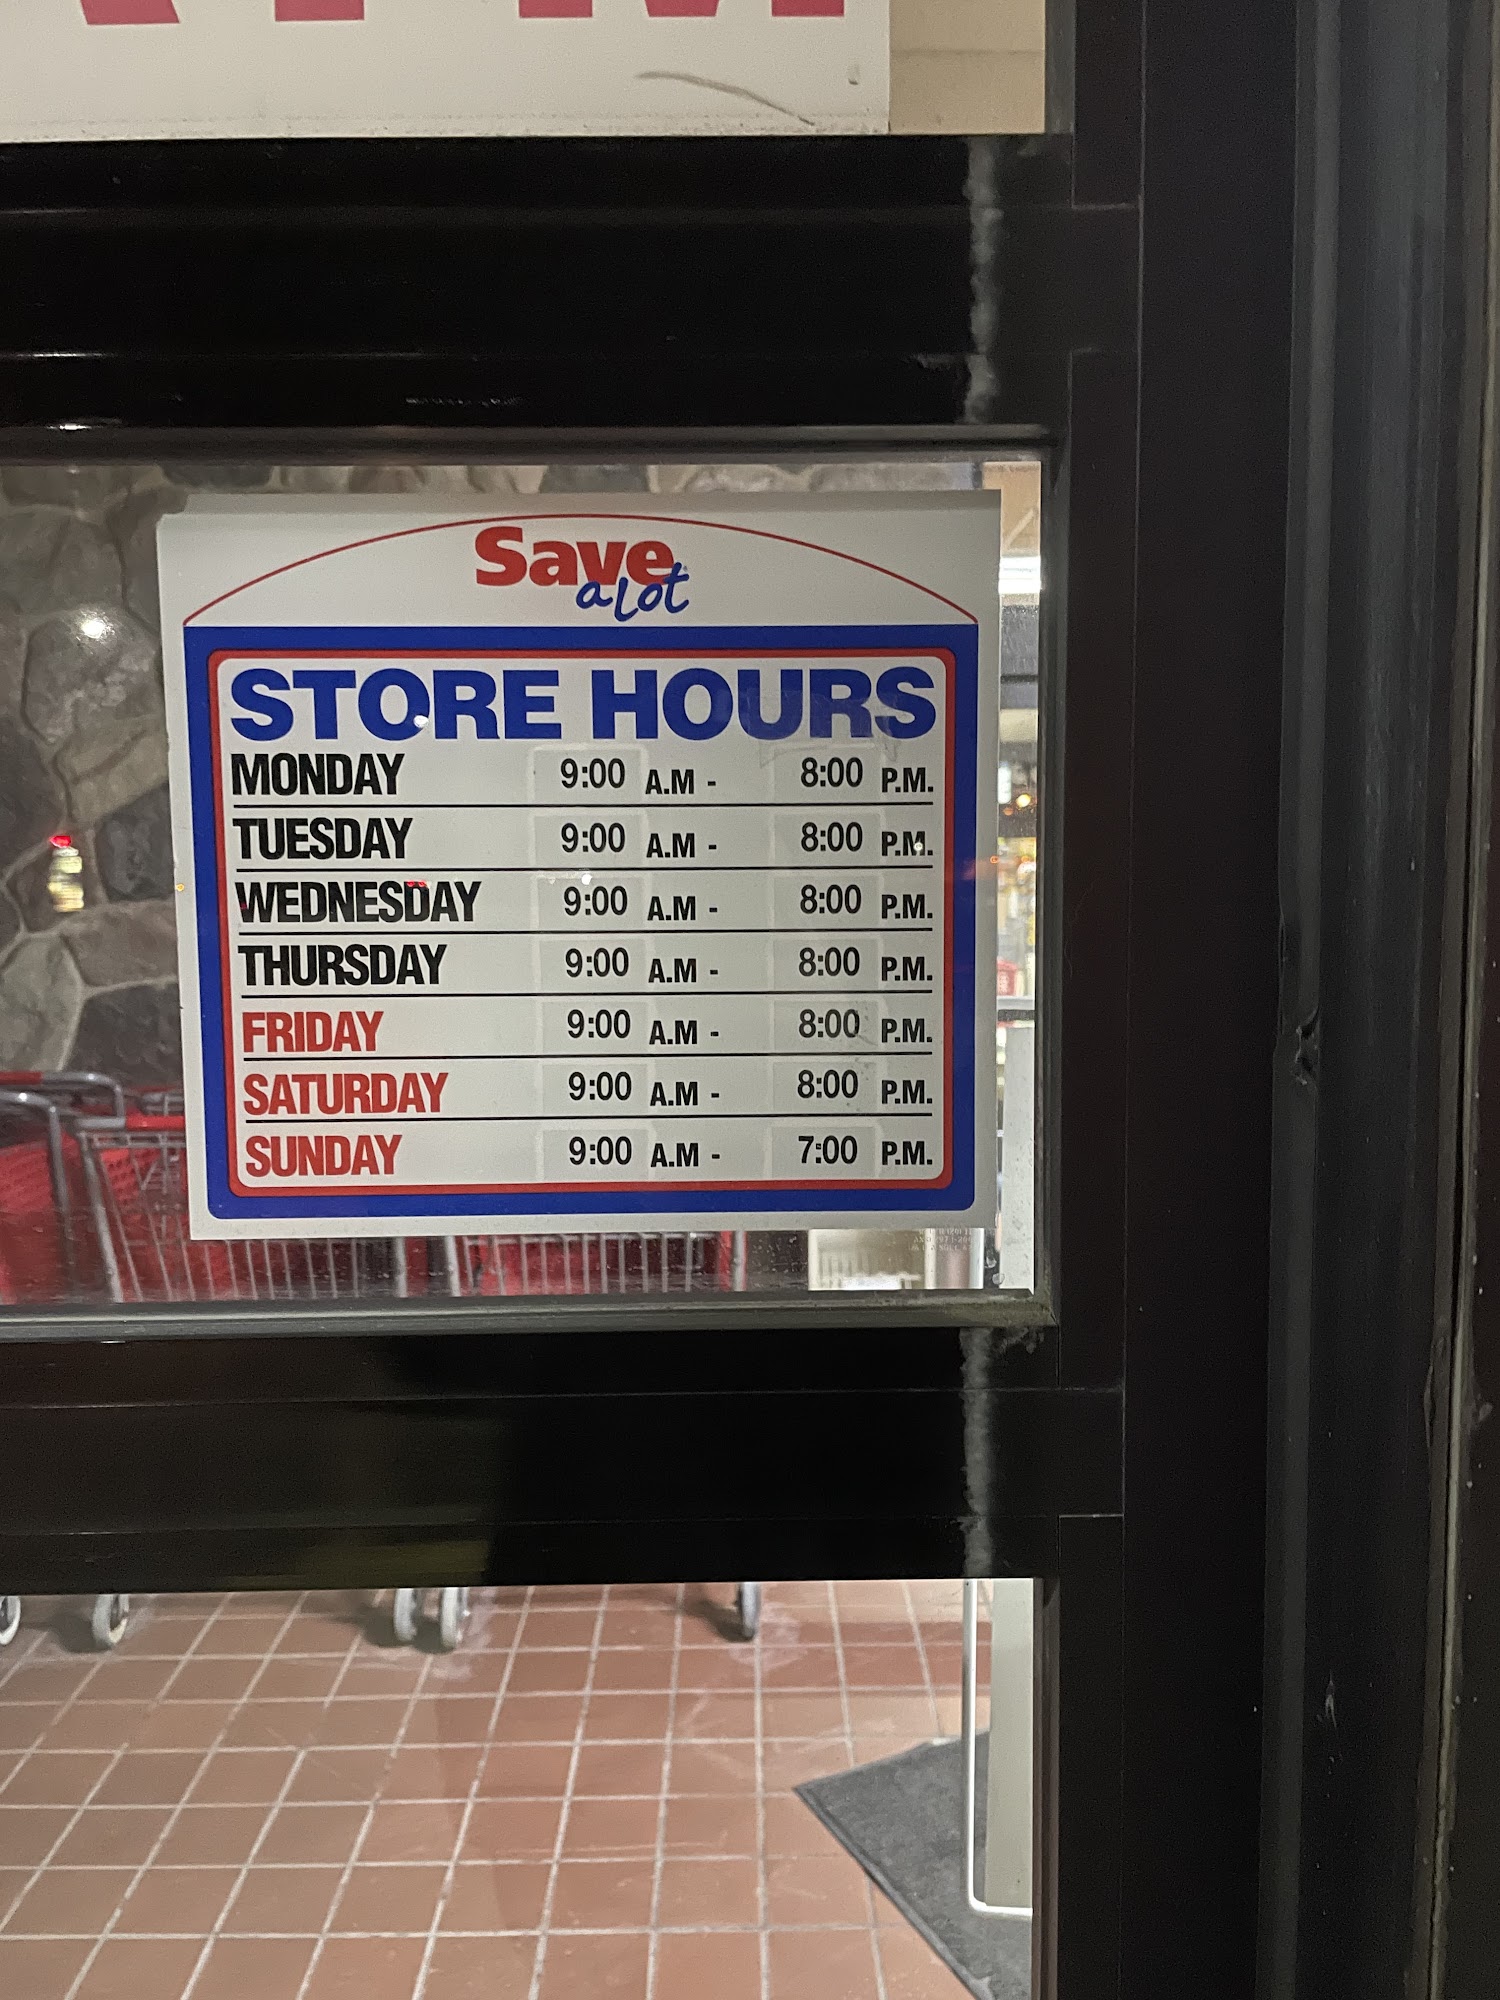 Save
a Lot
STORE HOURS
MONDAY 9:00 A.M - 8:00 P.M.
TUESDAY 9:00 A.M - 8:00 P.M.
WEDNESDAY 9:00 A.M - 8:00 P.M.
THURSDAY 9:00 A.M - 8:00 P.M.
FRIDAY 9:00 A.M - 8:00 P.M.
SATURDAY 9:00 A.M - 8:00 P.M.
SUNDAY 9:00 A.M - 7:00 P.M.